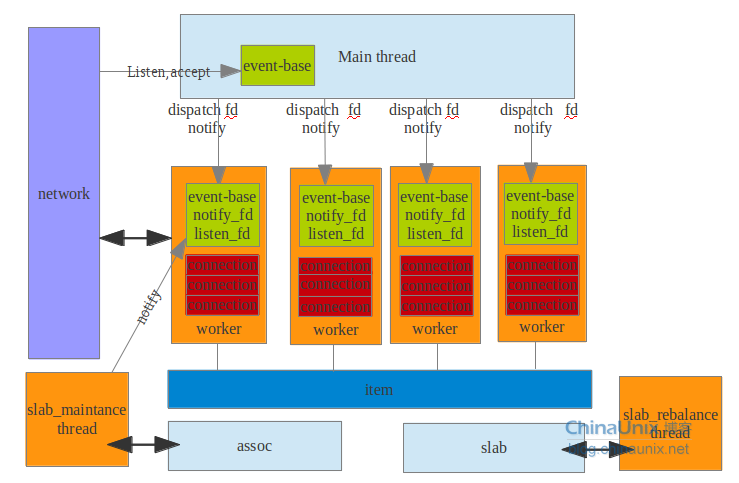 Main thread
event-base
Listen,accept
dispatch fd
notify
dispatch fd
notify
dispatch fd
notify
dispatch fd
notify
network
event-base
notify_fd
listen_fd
connection
connection
connection
worker
event-base
notify_fd
listen_fd
connection
connection
connection
worker
event-base
notify_fd
listen_fd
connection
connection
connection
worker
event-base
notify_fd
listen_fd
connection
connection
connection
worker
notify
item
slab_maintance
thread
assoc
slab
slab_rebalance
thread
ChinaUnix 博客
blog.chinaunix.net